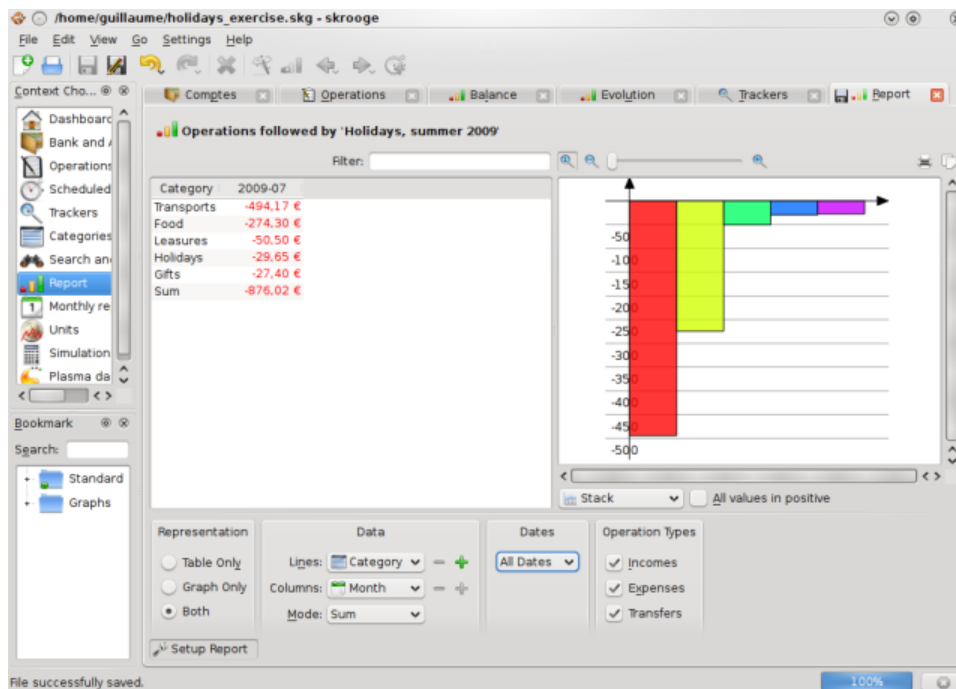 /home/guillaume/holidays_exercise.skg - skrooge
File Edit View Go Settings Help
Context Cho...
Comptes Operations Balance Evolution Trackers Report
Dashboard
Bank and
Operations
Scheduled
Trackers
Categories
Search an
Report
Monthly re
Units
Simulation
Plasma da
Operations followed by 'Holidays, summer 2009'
Filter:
Category 2009-07
Transports -494,17 €
Food -274,30 €
Leasures -50,50 €
Holidays -29,65 €
Gifts -27,40 €
Sum -876,02 €
-50
-100
-150
-200
-250
-300
-350
-400
-450
-500
Stack All values in positive
Bookmark
Search:
Standard
Graphs
Representation
Table Only
Graph Only
Both
Data
Lines: Category
Columns: Month
Mode: Sum
Dates
All Dates
Operation Types
Incomes
Expenses
Transfers
Setup Report
File successfully saved.
100%